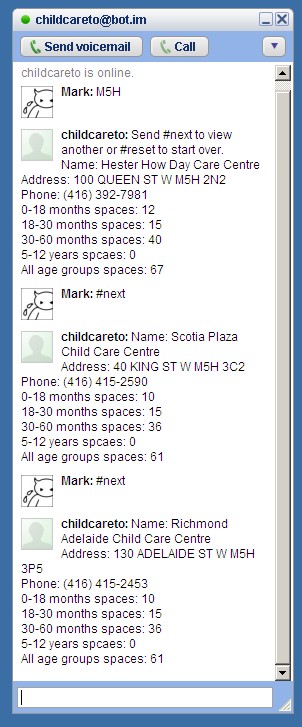 childcareto@bot.im
Send voicemail
Call
childcareto is online.
Mark: M5H
childcareto: Send #next to view
another or #reset to start over.
Name: Hester How Day Care Centre
Address: 100 QUEEN ST W M5H 2N2
Phone: (416) 392-7981
0-18 months spaces: 12
18-30 months spaces: 15
30-60 months spaces: 40
5-12 years spcaes: 0
All age groups spaces: 67
Mark: #next
childcareto: Name: Scotia Plaza
Child Care Centre
Address: 40 KING ST W M5H 3C2
Phone: (416) 415-2590
0-18 months spaces: 10
18-30 months spaces: 15
30-60 months spaces: 36
5-12 years spcaes: 0
All age groups spaces: 61
Mark: #next
childcareto: Name: Richmond
Adelaide Child Care Centre
Address: 130 ADELAIDE ST W M5H
3P5
Phone: (416) 415-2453
0-18 months spaces: 10
18-30 months spaces: 15
30-60 months spaces: 36
5-12 years spcaes: 0
All age groups spaces: 61